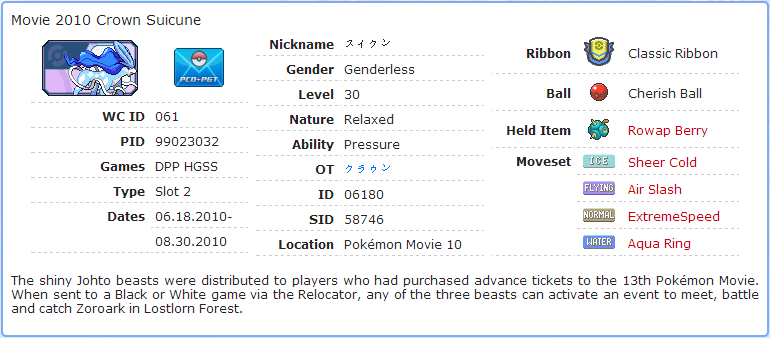 Movie 2010 Crown Suicune
PCD•PGT
WC ID 061
PID 99023032
Games DPP HGSS
Type Slot 2
Dates 06.18.2010-
08.30.2010
Nickname スイクン
Gender Genderless
Level 30
Nature Relaxed
Ability Pressure
OT クラウン
ID 06180
SID 58746
Location Pokémon Movie 10
Ribbon Classic Ribbon
Ball Cherish Ball
Held Item Rowap Berry
Moveset ICE Sheer Cold
FLYING Air Slash
NORMAL ExtremeSpeed
WATER Aqua Ring
The shiny Johto beasts were distributed to players who had purchased advance tickets to the 13th Pokémon Movie.
When sent to a Black or White game via the Relocator, any of the three beasts can activate an event to meet, battle
and catch Zoroark in Lostlorn Forest.